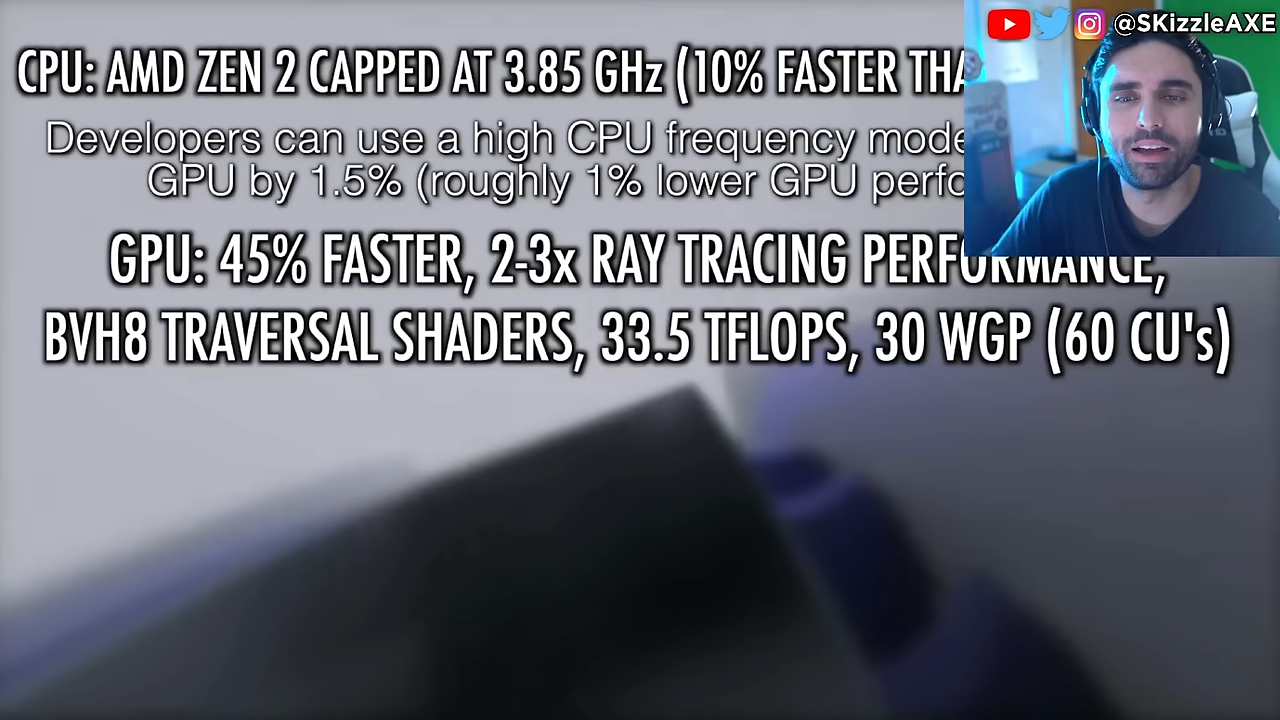 @SKizzleAXE
CPU: AMD ZEN 2 CAPPED AT 3.85 GHz (10% FASTER
Developers can use a high CPU frequency mode
GPU by 1.5% (roughly 1% lower GPU
GPU: 45% FASTER, 2-3x RAY TRACING PERFORMANCE,
BVH8 TRAVERSAL SHADERS, 33.5 TFLOPS, 30 WGP (60 CU's)